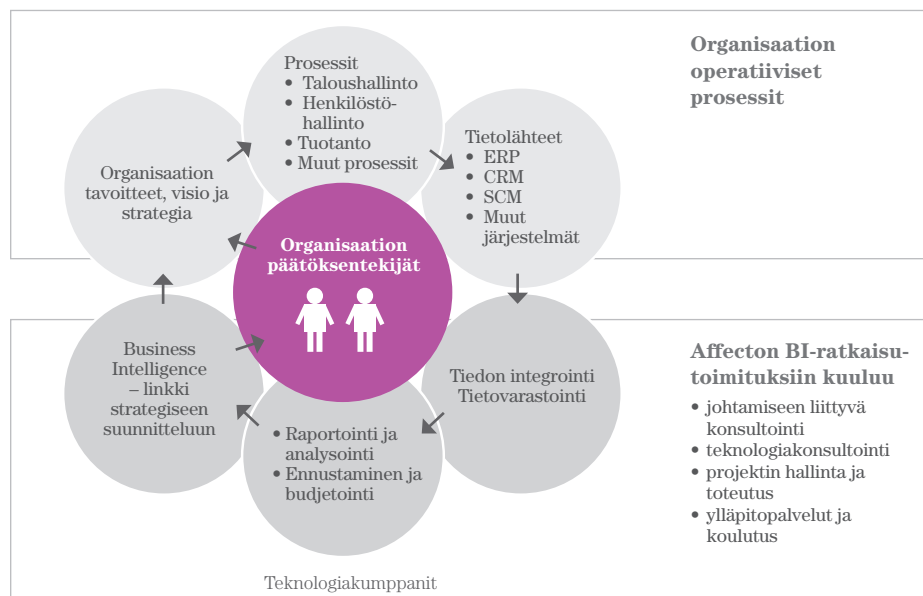 Organisaation
operatiiviset
prosessit
Prosessit
• Taloushallinto
• Henkilöstö-
hallinto
• Tuotanto
• Muut prosessit
Tietolähteet
• ERP
• CRM
• SCM
• Muut
järjestelmät
Organisaation
tavoitteet, visio ja
strategia
Organisaation
päätöksentekijät
Business
Intelligence
– linkki
strategiseen
suunnitteluun
Tiedon integrointi
Tietovarastointi
• Raportointi ja
analysointi
• Ennustaminen ja
budjetointi
Affecton BI-ratkaisu-
toimituksiin kuuluu
• johtamiseen liittyvä
konsultointi
• teknologiakonsultointi
• projektin hallinta ja
toteutus
• ylläpitopalvelut ja
koulutus
Teknologiakumppanit